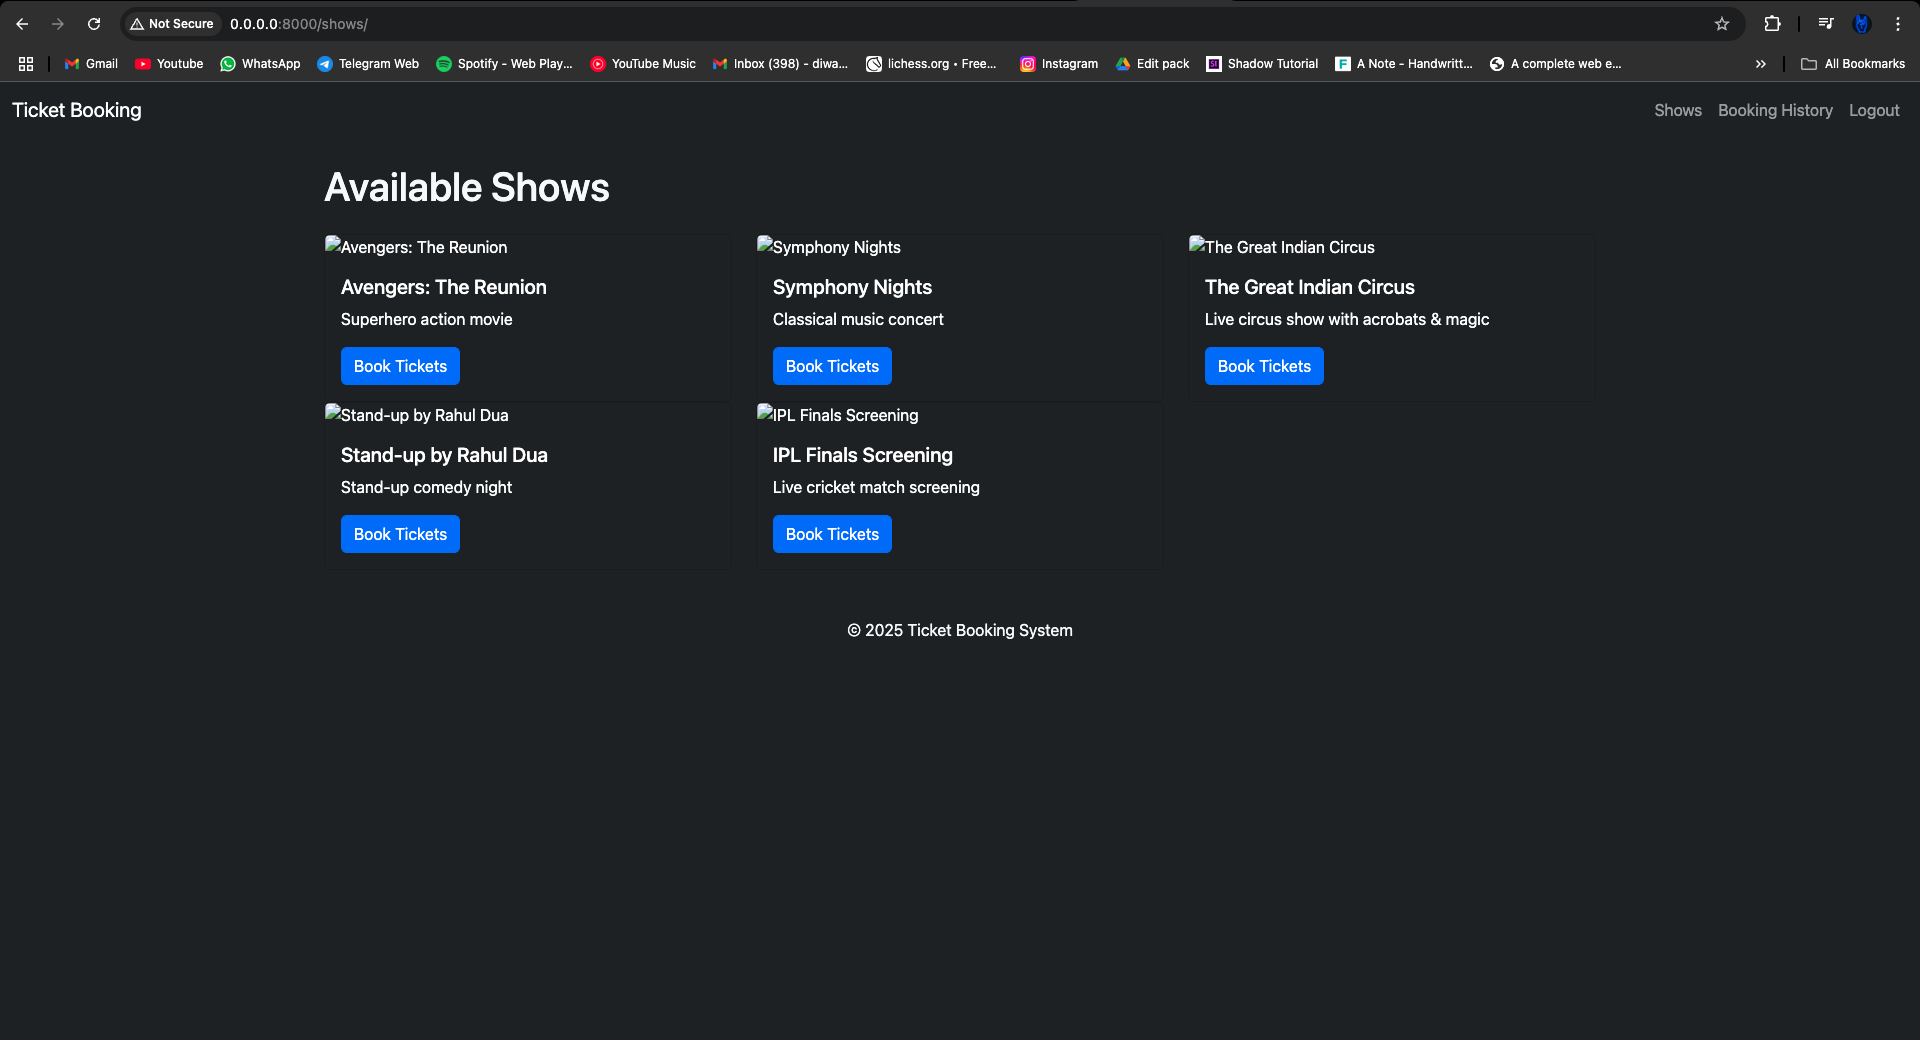 Not Secure 0.0.0.0:8000/shows/
Gmail Youtube WhatsApp Telegram Web Spotify - Web Play... YouTube Music Inbox (398) - diwa... lichess.org • Free... Instagram Edit pack Shadow Tutorial A Note - Handwritt... A complete web e... » All Bookmarks
Ticket Booking Shows Booking History Logout
Available Shows
Avengers: The Reunion
Avengers: The Reunion
Superhero action movie
Book Tickets
Symphony Nights
Symphony Nights
Classical music concert
Book Tickets
The Great Indian Circus
The Great Indian Circus
Live circus show with acrobats & magic
Book Tickets
Stand-up by Rahul Dua
Stand-up by Rahul Dua
Stand-up comedy night
Book Tickets
IPL Finals Screening
IPL Finals Screening
Live cricket match screening
Book Tickets
© 2025 Ticket Booking System